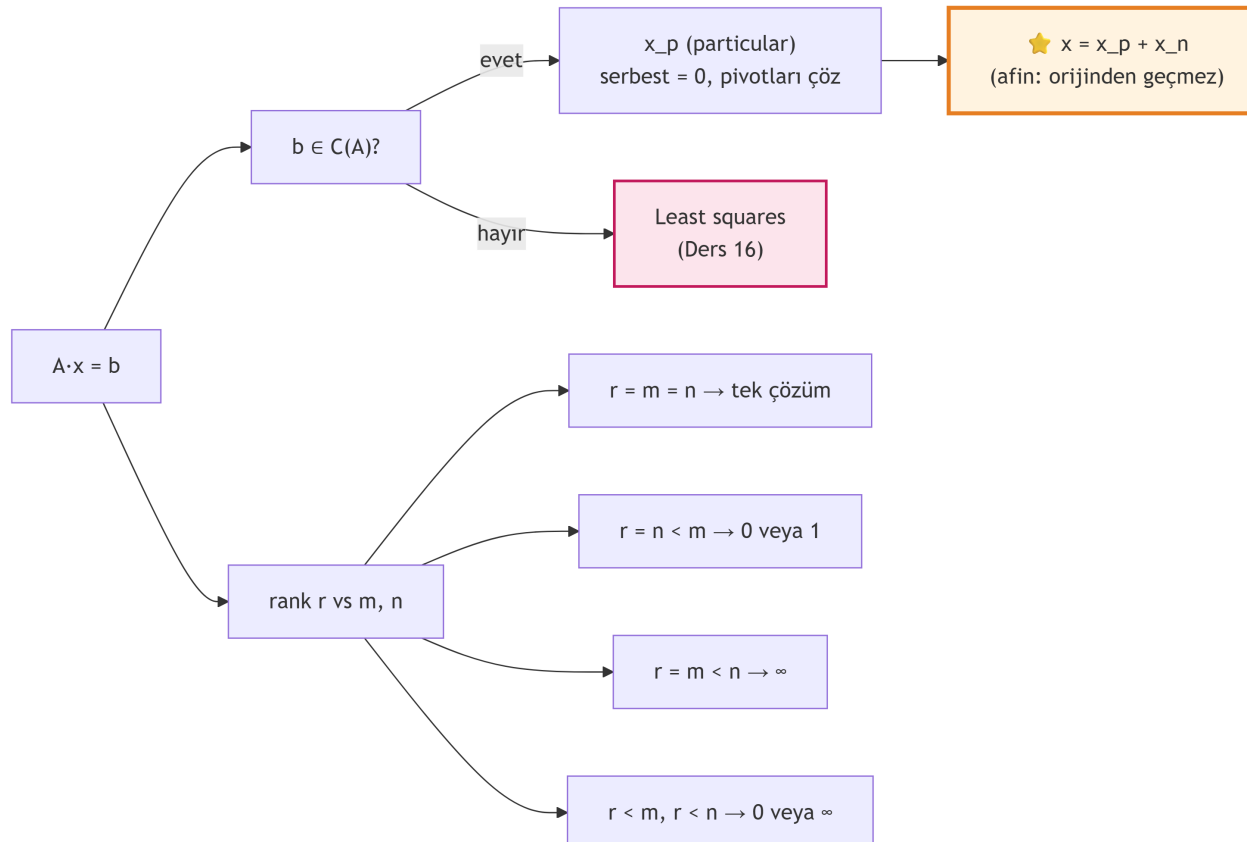 x_p (particular)
serbest = 0, pivotları çöz
⭐ x = x_p + x_n
(afin: orijinden geçmez)
evet
b ∈ C(A)?
hayır
Least squares
(Ders 16)
A·x = b
r = m = n → tek çözüm
r = n < m → 0 veya 1
rank r vs m, n
r = m < n → ∞
r < m, r < n → 0 veya ∞